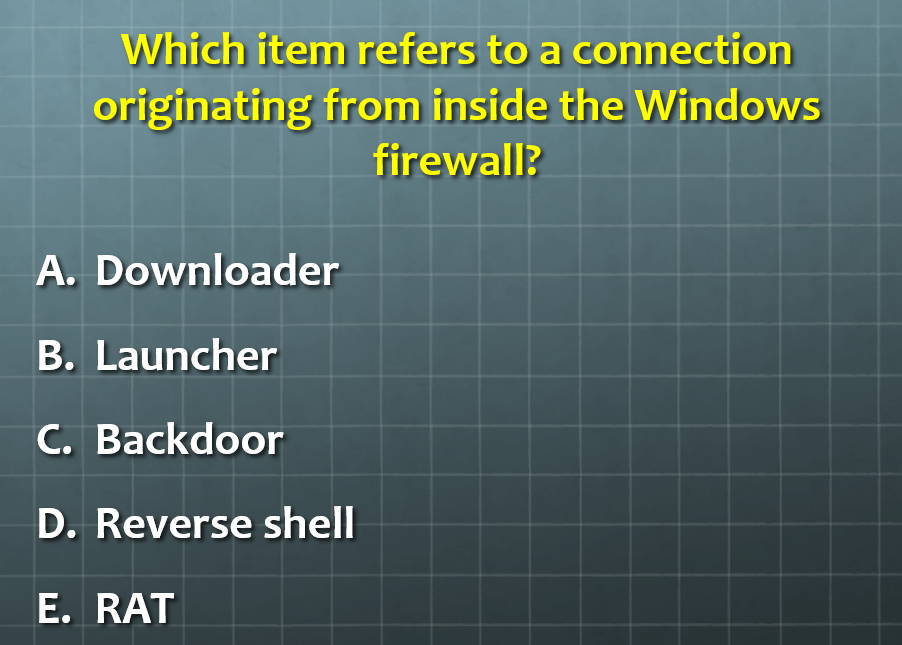 Which item refers to a connection
originating from inside the Windows
firewall?
A. Downloader
B. Launcher
C. Backdoor
D. Reverse shell
E. RAT